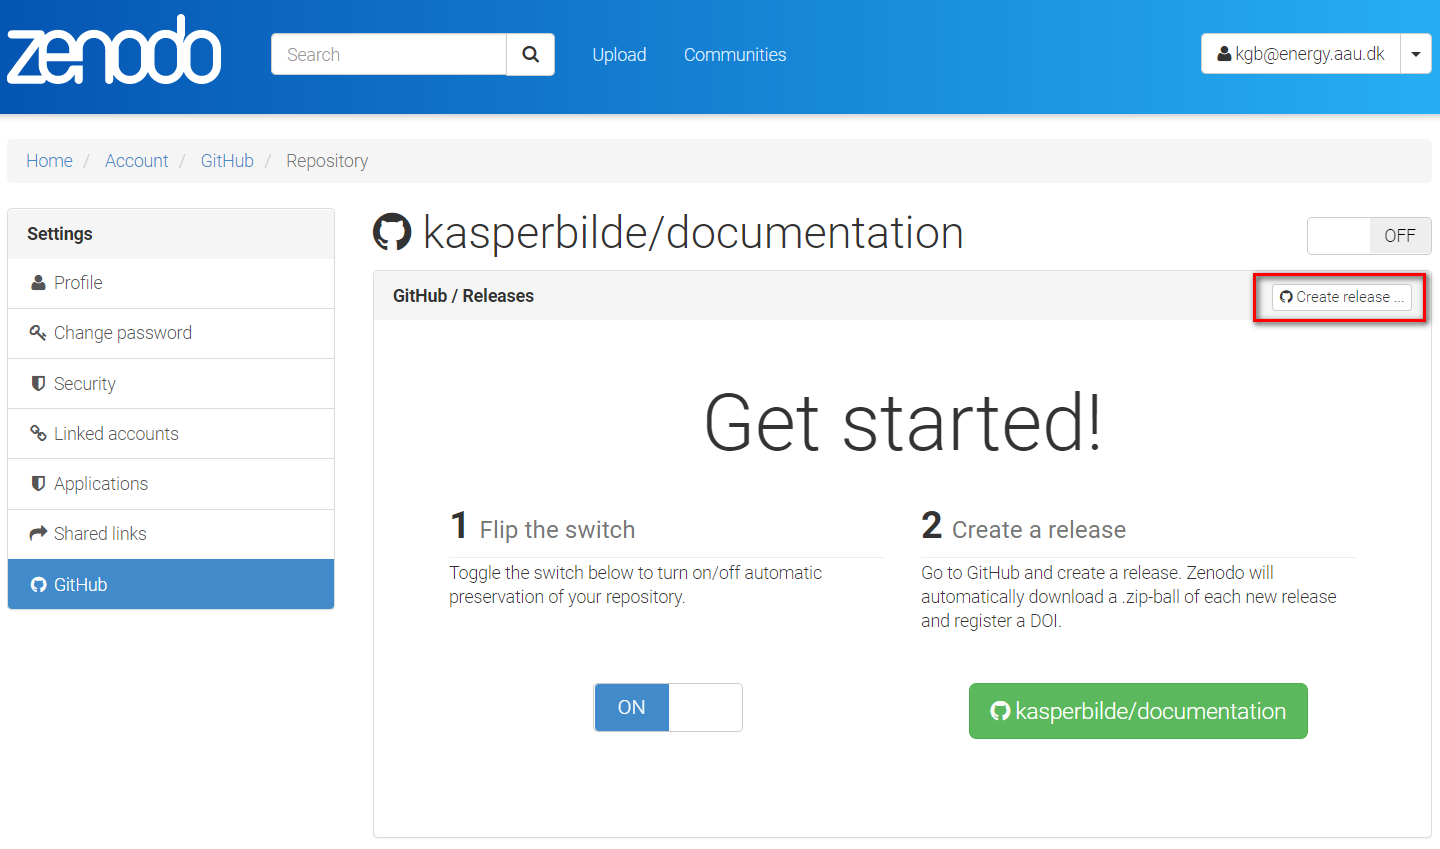 zenodo
Search
Upload
Communities
kgb@energy.aau.dk
Home / Account / GitHub / Repository
Settings
Profile
Change password
Security
Linked accounts
Applications
Shared links
GitHub
kasperbilde/documentation
OFF
GitHub / Releases
Create release ...
Get started!
1 Flip the switch
Toggle the switch below to turn on/off automatic
preservation of your repository.
ON
2 Create a release
Go to GitHub and create a release. Zenodo will
automatically download a .zip-ball of each new release
and register a DOI.
kasperbilde/documentation